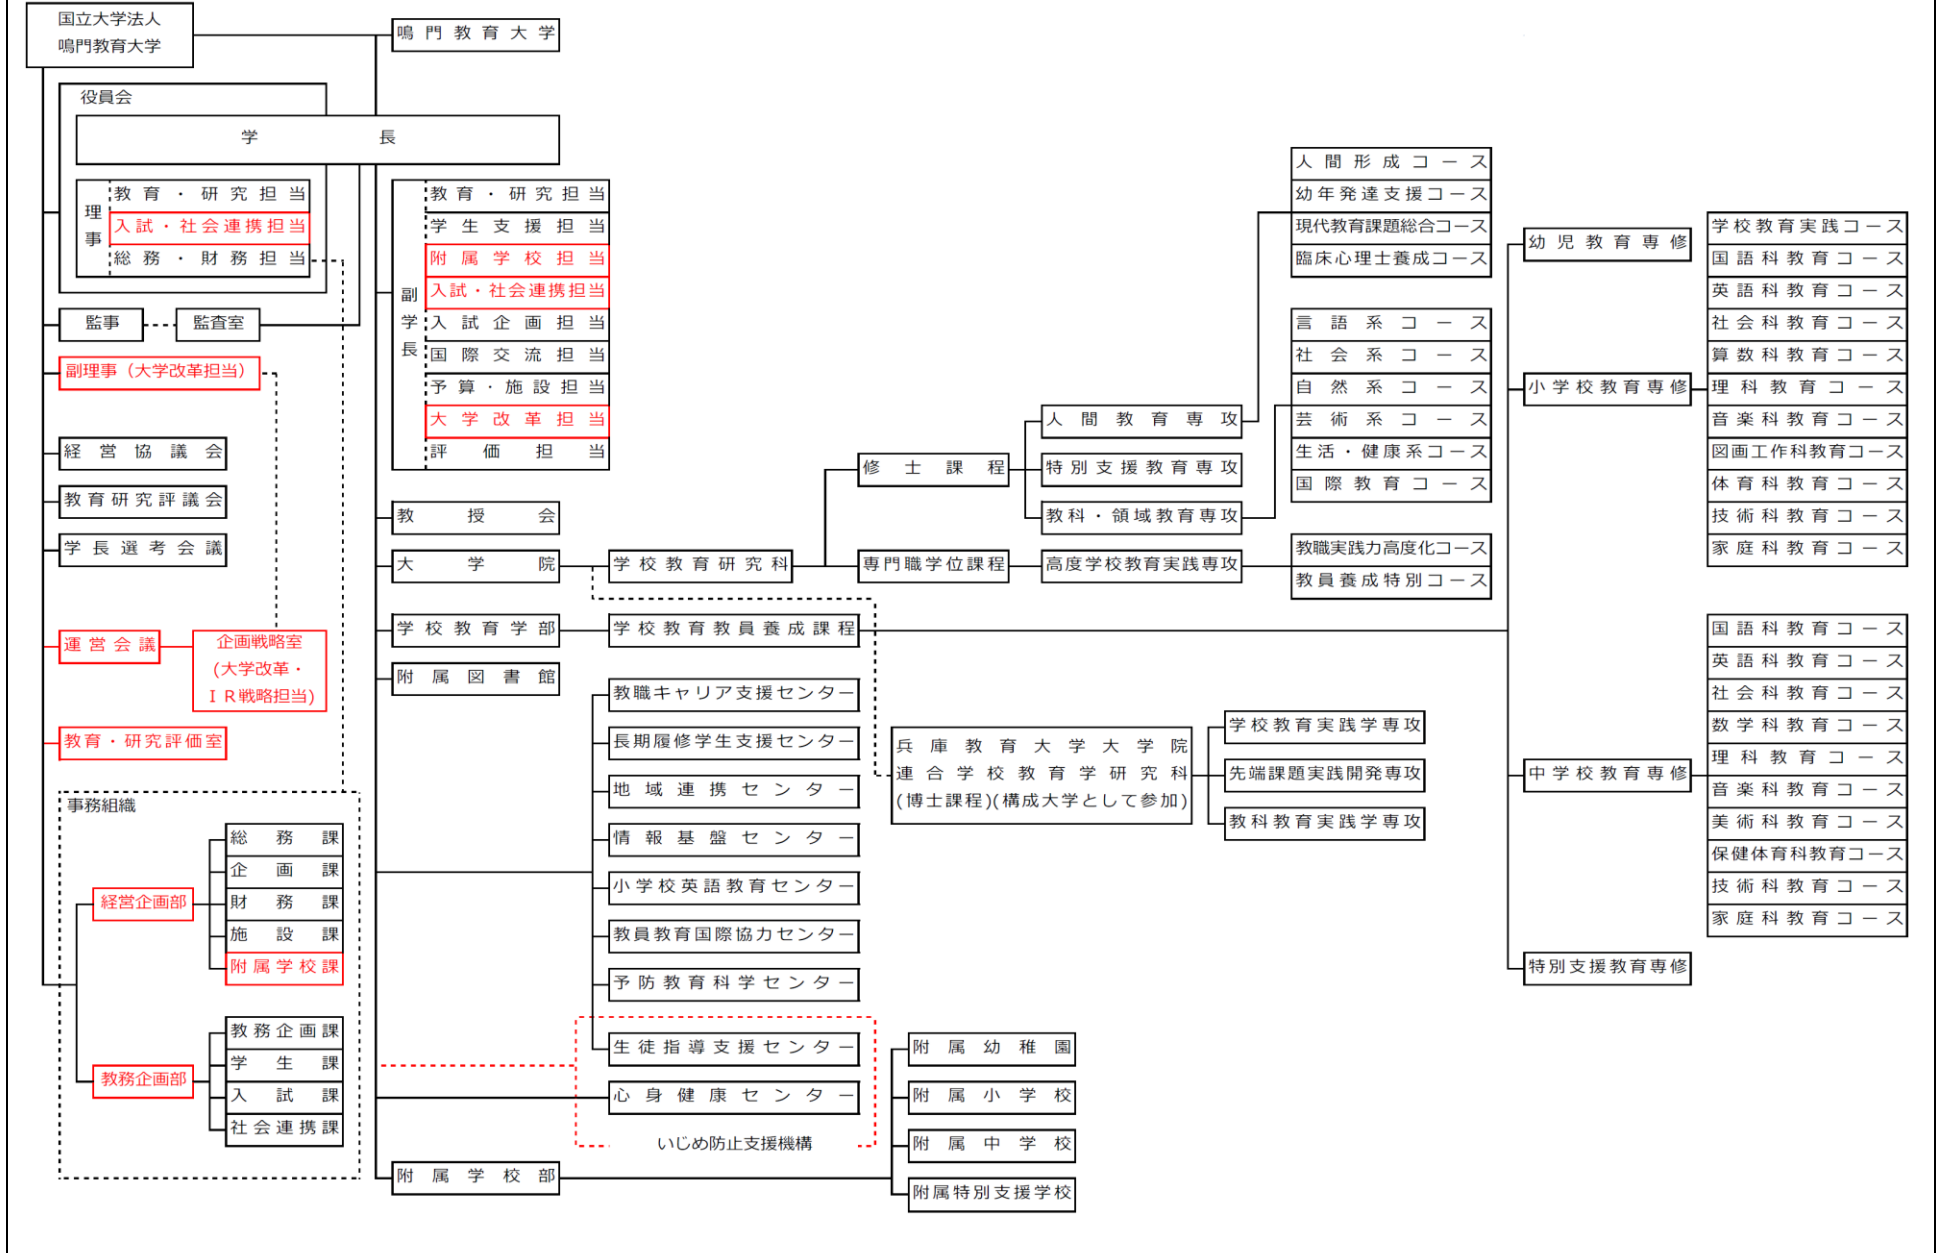 国立大学法人
鳴門教育大学
鳴門教育大学
役員会
学長
理事
教育・研究担当
入試・社会連携担当
総務・財務担当
監事
監査室
副理事（大学改革担当）
経営協議会
教育研究評議会
学長選考会議
運営会議
企画戦略室
(大学改革・
ＩＲ戦略担当)
教育・研究評価室
事務組織
経営企画部
総務課
企画課
財務課
施設課
附属学校課
教務企画部
教務企画課
学生課
入試課
社会連携課
副学長
教育・研究担当
学生支援担当
附属学校担当
入試・社会連携担当
入試企画担当
国際交流担当
予算・施設担当
大学改革担当
評価担当
教授会
大学院
学校教育研究科
修士課程
人間教育専攻
特別支援教育専攻
教科・領域教育専攻
専門職学位課程
高度学校教育実践専攻
人間形成コース
幼年発達支援コース
現代教育課題総合コース
臨床心理士養成コース
言語系コース
社会系コース
自然系コース
芸術系コース
生活・健康系コース
国際教育コース
教職実践力高度化コース
教員養成特別コース
学校教育学部
学校教育教員養成課程
附属図書館
教職キャリア支援センター
長期履修学生支援センター
地域連携センター
情報基盤センター
小学校英語教育センター
教員教育国際協力センター
予防教育科学センター
生徒指導支援センター
心身健康センター
いじめ防止支援機構
附属学校部
附属幼稚園
附属小学校
附属中学校
附属特別支援学校
兵庫教育大学大学院
連合学校教育学研究科
(博士課程)(構成大学として参加)
学校教育実践学専攻
先端課題実践開発専攻
教科教育実践学専攻
幼児教育専修
小学校教育専修
学校教育実践コース
国語科教育コース
英語科教育コース
社会科教育コース
算数科教育コース
理科教育コース
音楽科教育コース
図画工作科教育コース
体育科教育コース
技術科教育コース
家庭科教育コース
中学校教育専修
国語科教育コース
英語科教育コース
社会科教育コース
数学科教育コース
理科教育コース
音楽科教育コース
美術科教育コース
保健体育科教育コース
技術科教育コース
家庭科教育コース
特別支援教育専修